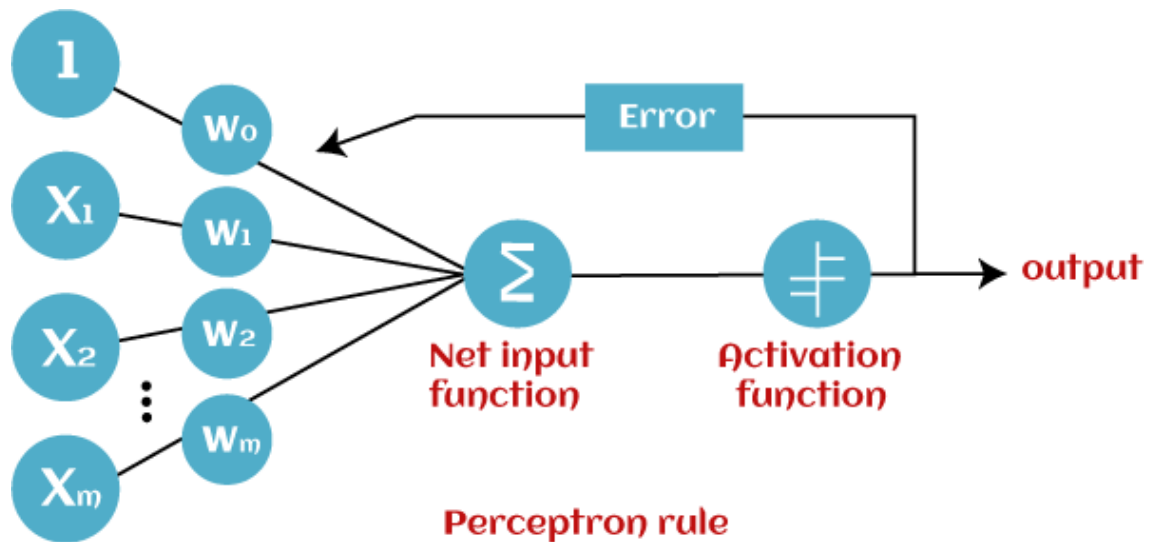 1
W0
Error
X1
W1
Σ
output
X2
W2
Net input
function
Activation
function
Xm
Wm
Perceptron rule